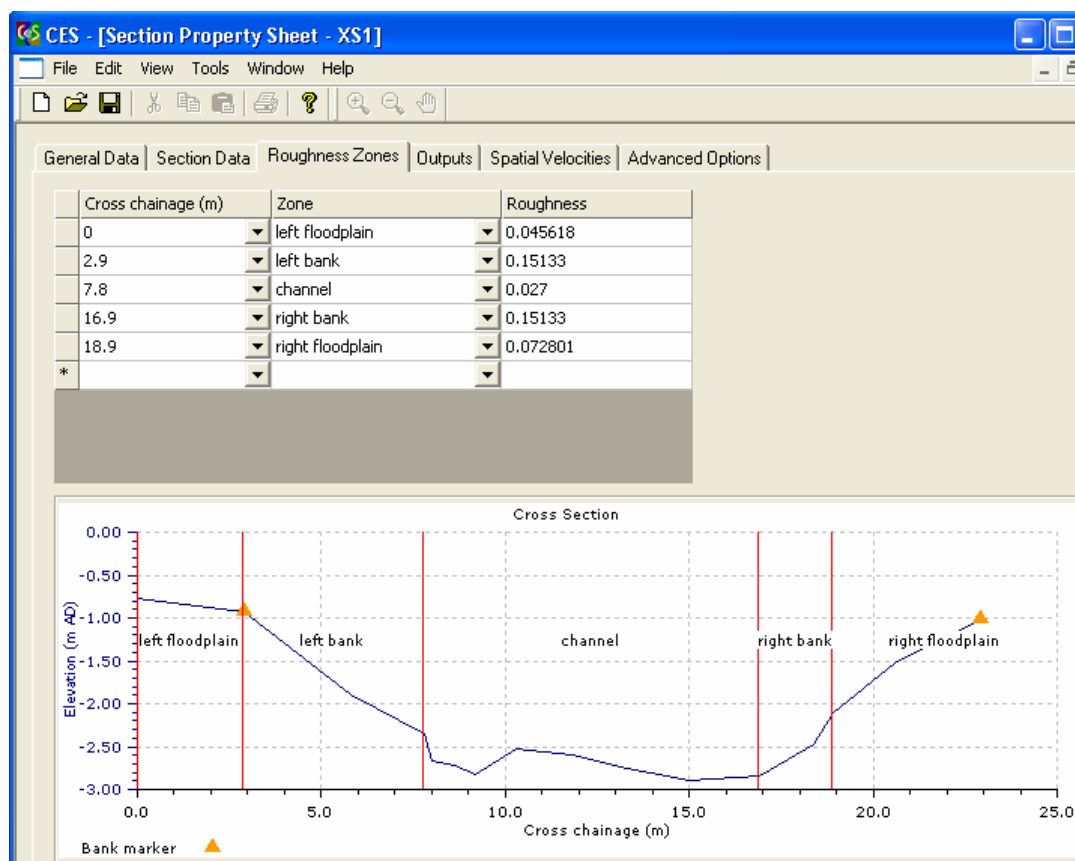 CES - [Section Property Sheet - XS1]
File Edit View Tools Window Help
General Data Section Data Roughness Zones Outputs Spatial Velocities Advanced Options
Cross chainage (m) Zone Roughness
0 left floodplain 0.045618
2.9 left bank 0.15133
7.8 channel 0.027
16.9 right bank 0.15133
18.9 right floodplain 0.072801
*
Cross Section
0.00
-0.50
-1.00
-1.50
-2.00
-2.50
-3.00
Elevation (m AD)
left floodplain left bank channel right bank right floodplain
0.0 5.0 10.0 15.0 20.0 25.0
Cross chainage (m)
Bank marker